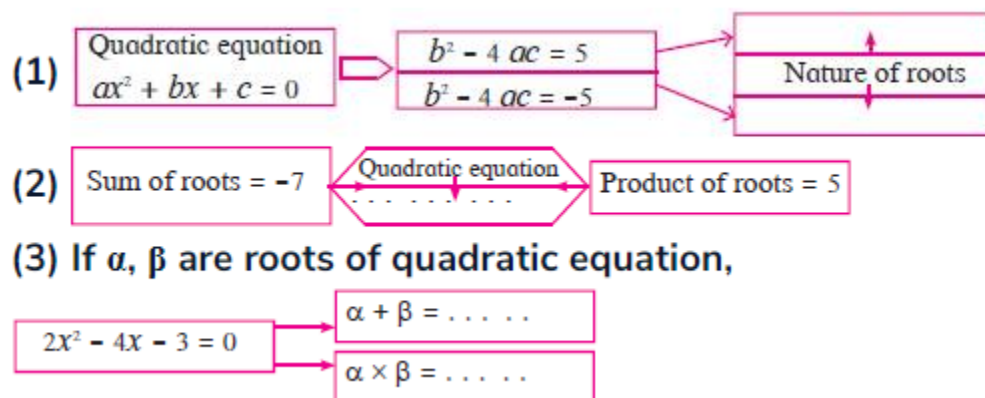 (1) Quadratic equation
ax² + bx + c = 0
b² – 4 ac = 5
b² – 4 ac = –5
Nature of roots
(2) Sum of roots = –7
Quadratic equation
. . . . . . . . .
Product of roots = 5
(3) If α, β are roots of quadratic equation,
2x² – 4x – 3 = 0
α + β = . . . . .
α × β = . . . . .